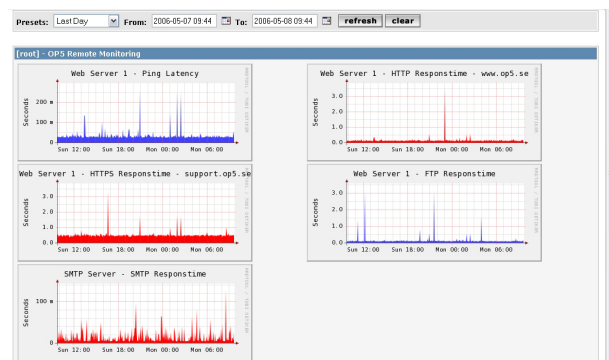 Presets: Last Day From: 2006-05-07 09:44 To: 2006-05-08 09:44 refresh clear
[root] - OP5 Remote Monitoring
Web Server 1 - Ping Latency
Seconds
200 m
100 m
0
Sun 12:00 Sun 18:00 Mon 00:00 Mon 06:00
Web Server 1 - HTTP Responstime - www.op5.se
Seconds
3.0
2.0
1.0
0.0
Sun 12:00 Sun 18:00 Mon 00:00 Mon 06:00
Web Server 1 - HTTPS Responstime - support.op5.se
Seconds
3.0
2.0
1.0
0.0
Sun 12:00 Sun 18:00 Mon 00:00 Mon 06:00
Web Server 1 - FTP Responstime
Seconds
3.0
2.0
1.0
0.0
Sun 12:00 Sun 18:00 Mon 00:00 Mon 06:00
SMTP Server - SMTP Responstime
Seconds
100 m
0
Sun 12:00 Sun 18:00 Mon 00:00 Mon 06:00